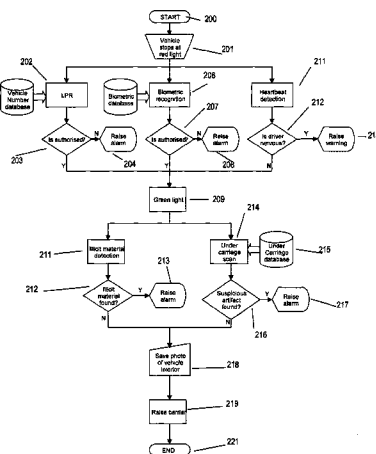 START
200
Vehicle
stops at
red light
201
202
206
211
Vehicle
Number
database
LPR
Biometric
database
Biometric
recognition
Heartbeat
detection
207
212
Is authorised?
N
Raise
alarm
Is authorised?
N
Raise
alarm
Is driver
nervous?
Y
Raise
warning
21
203
Y
204
Y
208
N
Green light
209
214
211
Illicit material
detection
Under
carriage
scan
Under
Carriage
database
215
213
212
Illicit
material
found?
Y
Raise
alarm
Suspicious
artifact
found?
Y
Raise
alarm
217
N
N
216
Save photo
of vehicle
interior
218
Raise barrier
219
END
221